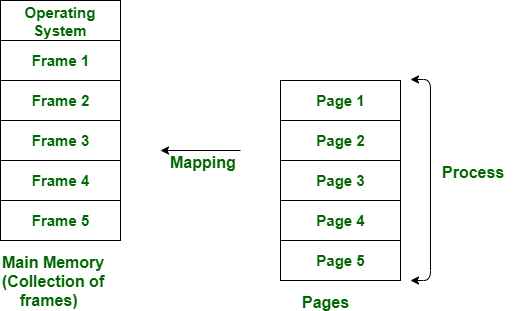 Operating
System
Frame 1
Frame 2
Frame 3
Frame 4
Frame 5
Main Memory
(Collection of
frames)
Mapping
Page 1
Page 2
Page 3
Page 4
Page 5
Pages
Process